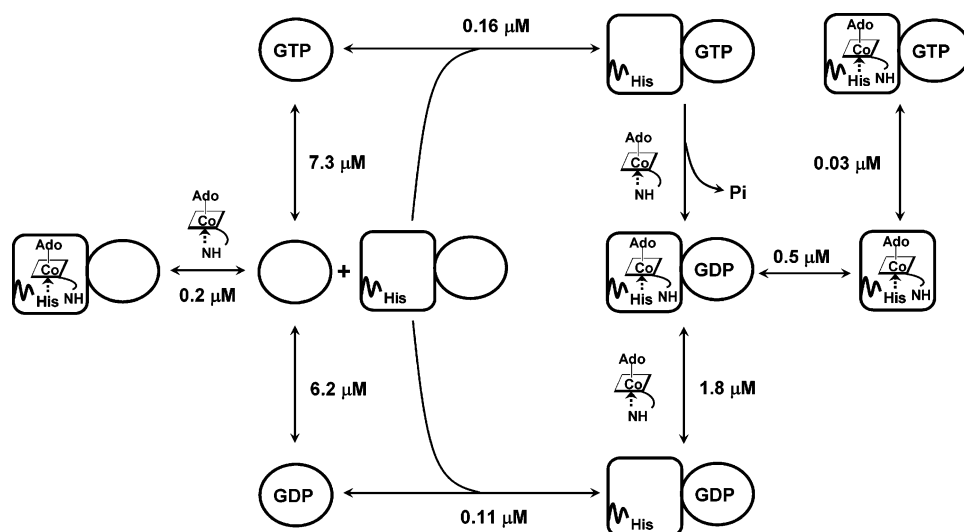 0.16 µM
GTP
His
GTP
Ado
Co
His
NH
GTP
7.3 µM
Ado
Co
NH
Pi
0.03 µM
Ado
Co
NH
Ado
Co
His
NH
0.2 µM
+
His
Ado
Co
His
NH
GDP
0.5 µM
Ado
Co
His
NH
6.2 µM
Ado
Co
NH
1.8 µM
GDP
0.11 µM
His
GDP